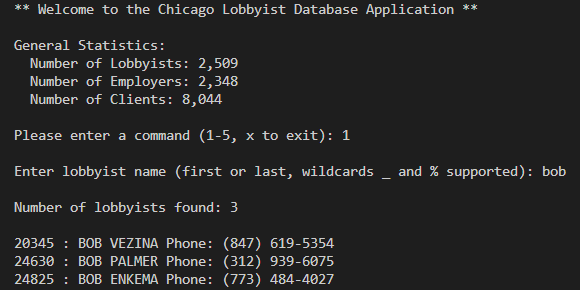 ** Welcome to the Chicago Lobbyist Database Application **
General Statistics:
Number of Lobbyists: 2,509
Number of Employers: 2,348
Number of Clients: 8,044
Please enter a command (1-5, x to exit): 1
Enter lobbyist name (first or last, wildcards _ and % supported): bob
Number of lobbyists found: 3
20345 : BOB VEZINA Phone: (847) 619-5354
24630 : BOB PALMER Phone: (312) 939-6075
24825 : BOB ENKEMA Phone: (773) 484-4027